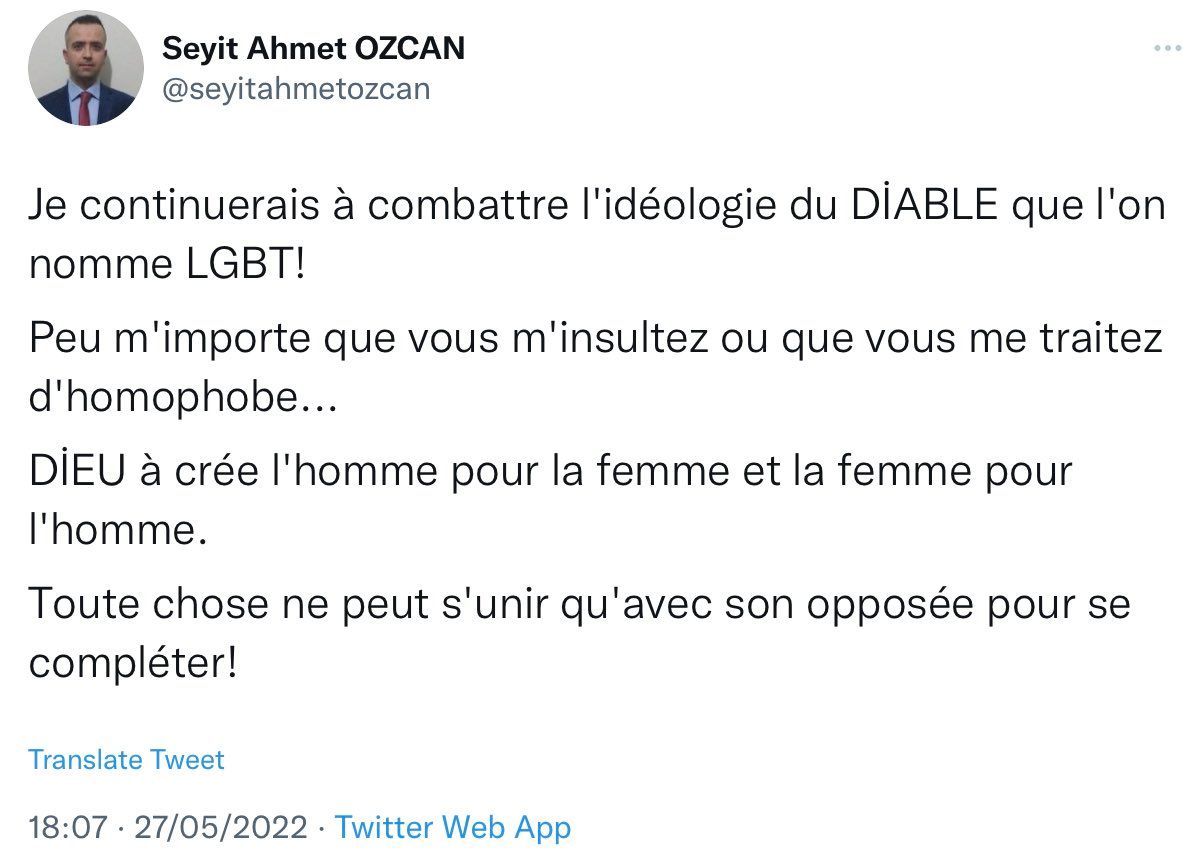 Seyit Ahmet OZCAN
@seyitahmetozcan
Je continuerais à combattre l'idéologie du DİABLE que l'on
nomme LGBT!
Peu m'importe que vous m'insultez ou que vous me traitez
d'homophobe...
DİEU à crée l'homme pour la femme et la femme pour
l'homme.
Toute chose ne peut s'unir qu'avec son opposée pour se
compléter!
Translate Tweet
18:07 · 27/05/2022 · Twitter Web App